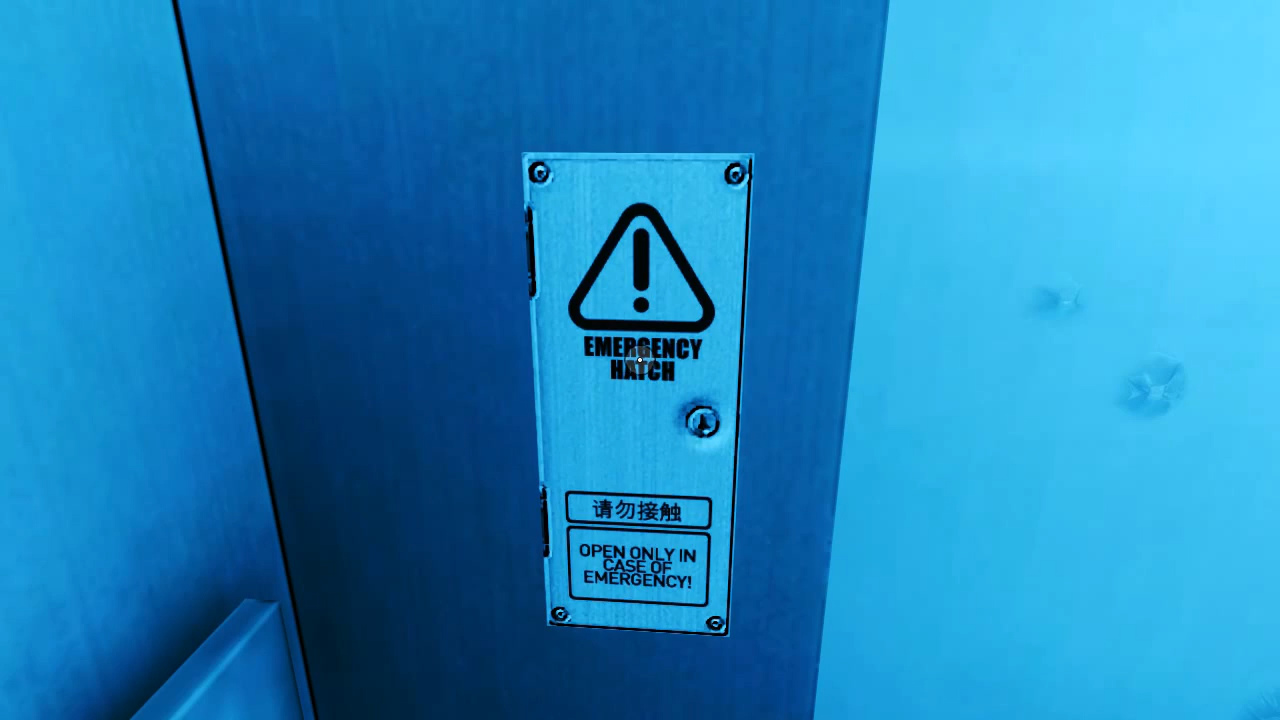 EMERGENCY
HATCH
请勿接触
OPEN ONLY IN
CASE OF
EMERGENCY!